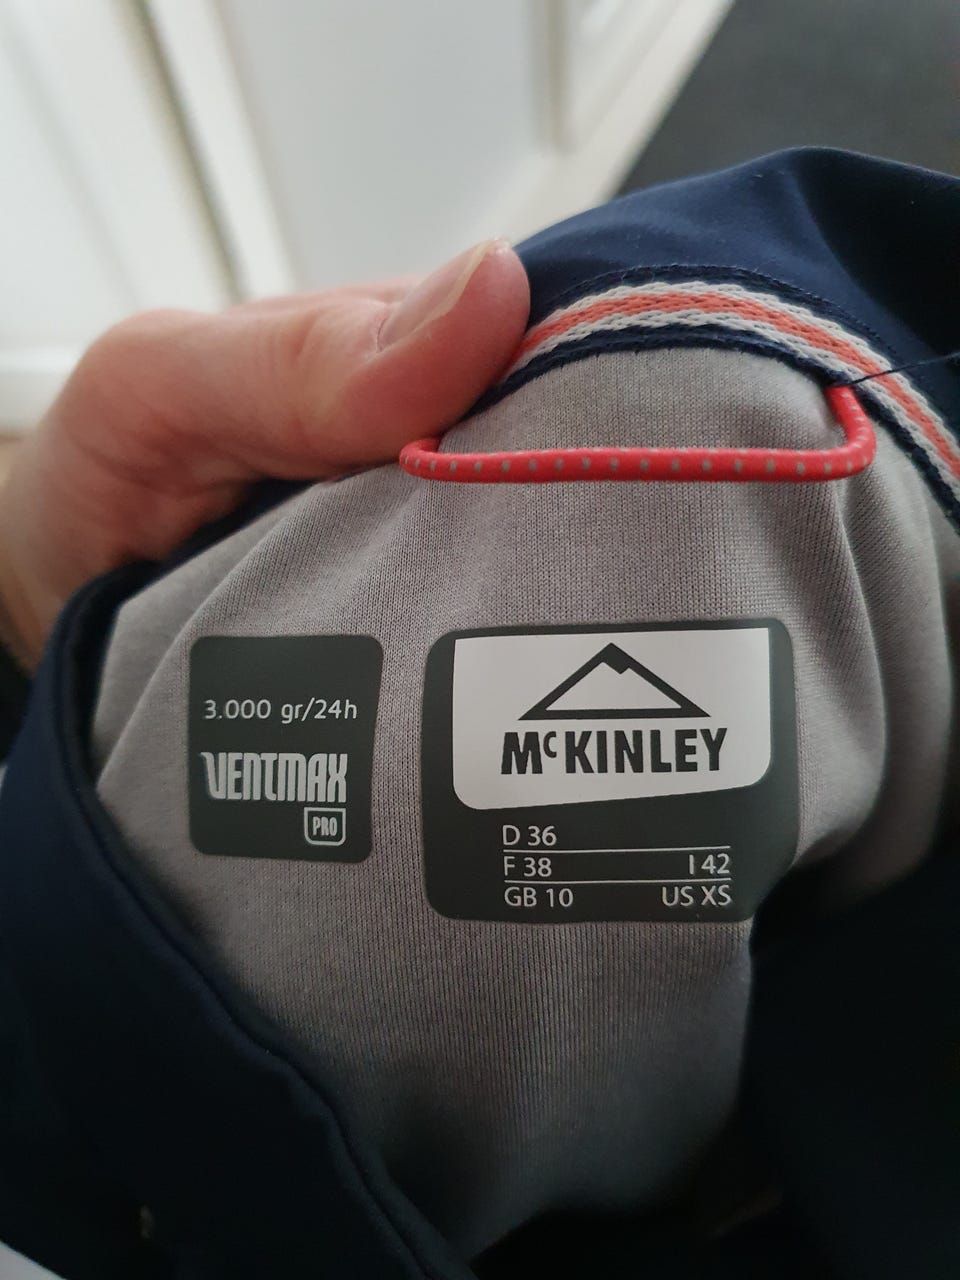 3.000 gr/24h
VENTMAX
PRO
McKINLEY
D 36
F 38 I 42
GB 10 US XS